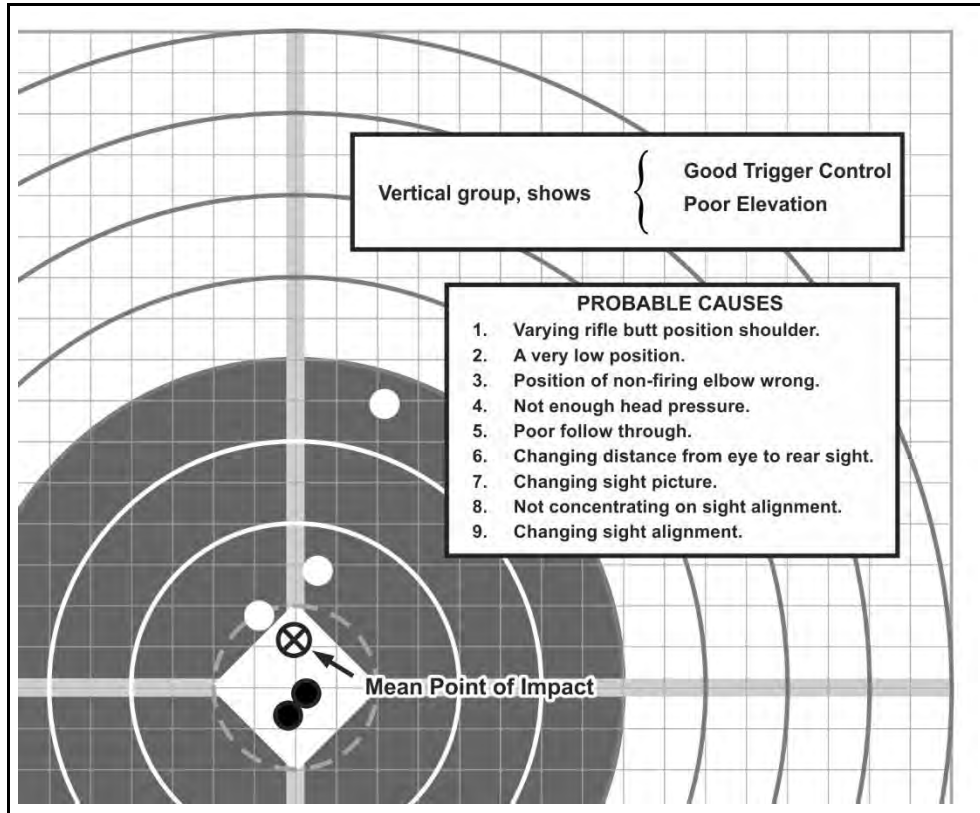 Vertical group, shows
Good Trigger Control
Poor Elevation
PROBABLE CAUSES
1. Varying rifle butt position shoulder.
2. A very low position.
3. Position of non-firing elbow wrong.
4. Not enough head pressure.
5. Poor follow through.
6. Changing distance from eye to rear sight.
7. Changing sight picture.
8. Not concentrating on sight alignment.
9. Changing sight alignment.
Mean Point of Impact